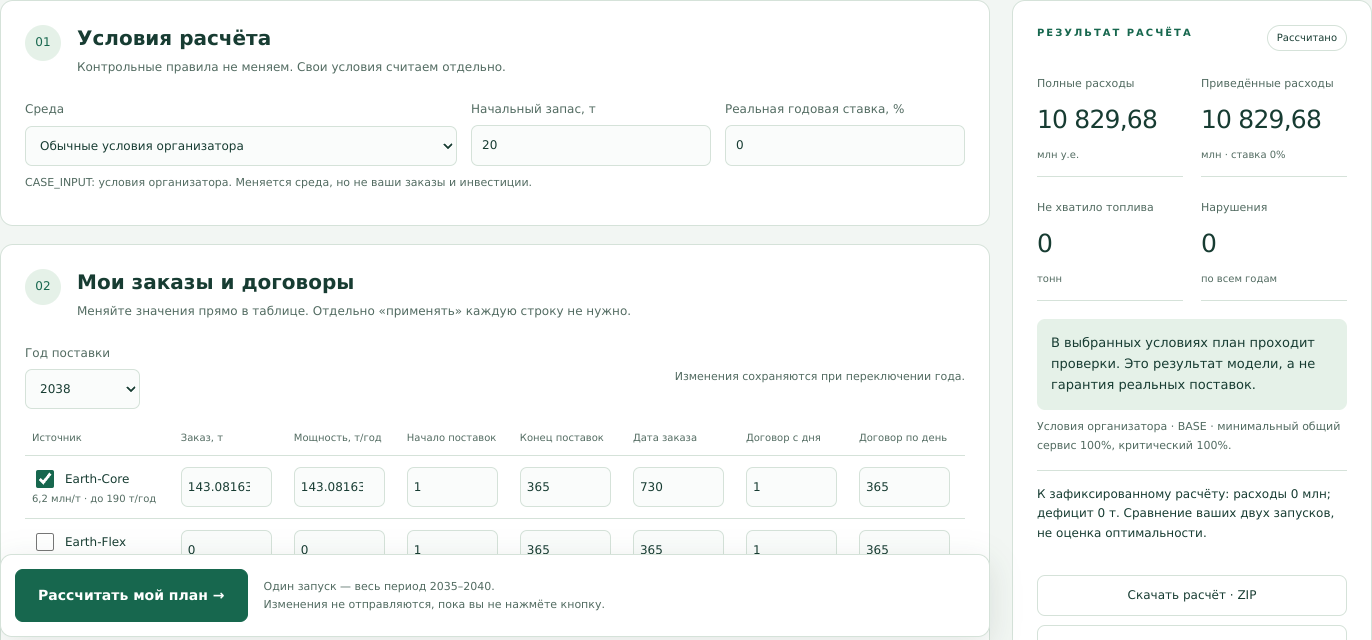 01
Условия расчёта
Контрольные правила не меняем. Свои условия считаем отдельно.
Среда
Начальный запас, т
Реальная годовая ставка, %
Обычные условия организатора
20
0
CASE_INPUT: условия организатора. Меняется среда, но не ваши заказы и инвестиции.
02
Мои заказы и договоры
Меняйте значения прямо в таблице. Отдельно «применять» каждую строку не нужно.
Год поставки
2038
Изменения сохраняются при переключении года.
Источник
Заказ, т
Мощность, т/год
Начало поставок
Конец поставок
Дата заказа
Договор с дня
Договор по день
Earth-Core
6,2 млн/т · до 190 т/год
143.08163
143.08163
1
365
730
1
365
Earth-Flex
0
0
1
365
365
1
365
Рассчитать мой план →
Один запуск — весь период 2035–2040.
Изменения не отправляются, пока вы не нажмёте кнопку.
РЕЗУЛЬТАТ РАСЧЁТА
Рассчитано
Полные расходы
10 829,68
млн у.е.
Приведённые расходы
10 829,68
млн · ставка 0%
Не хватило топлива
0
тонн
Нарушения
0
по всем годам
В выбранных условиях план проходит
проверки. Это результат модели, а не
гарантия реальных поставок.
Условия организатора · BASE · минимальный общий
сервис 100%, критический 100%.
К зафиксированному расчёту: расходы 0 млн;
дефицит 0 т. Сравнение ваших двух запусков,
не оценка оптимальности.
Скачать расчёт · ZIP